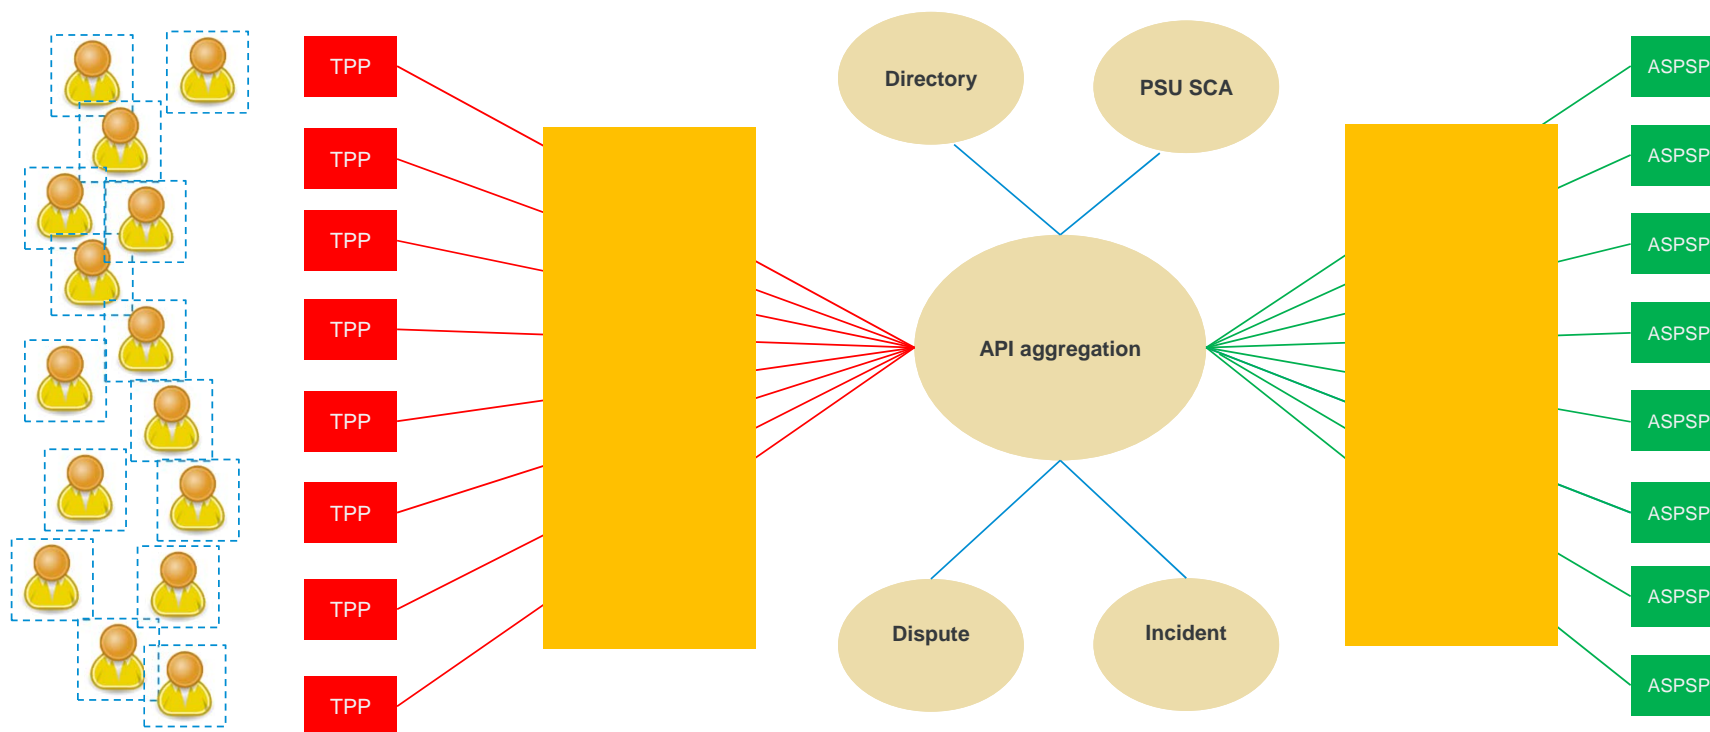 TPP
TPP
TPP
TPP
TPP
TPP
TPP
TPP
Directory
PSU SCA
API aggregation
Dispute
Incident
ASPSP
ASPSP
ASPSP
ASPSP
ASPSP
ASPSP
ASPSP
ASPSP